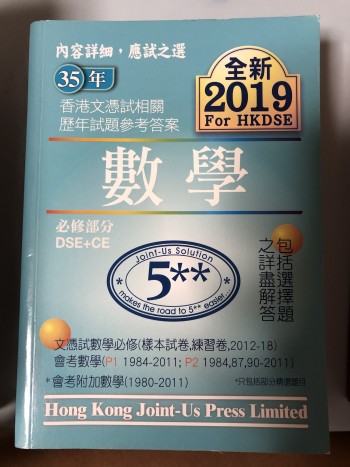 內容詳細，應試之選
35年
全新
2019
For HKDSE
香港文憑試相關
歷年試題參考答案
數學
必修部分
DSE+CE
Joint-Us Solution
* 5** *
makes the road to 5** easier...
包括選擇題
之詳盡解答
文憑試數學必修(樣本試卷,練習卷,2012-18)
會考數學(P1 1984-2011; P2 1984,87,90-2011)
*會考附加數學(1980-2011)
*只包括部分精選題目
Hong Kong Joint-Us Press Limited